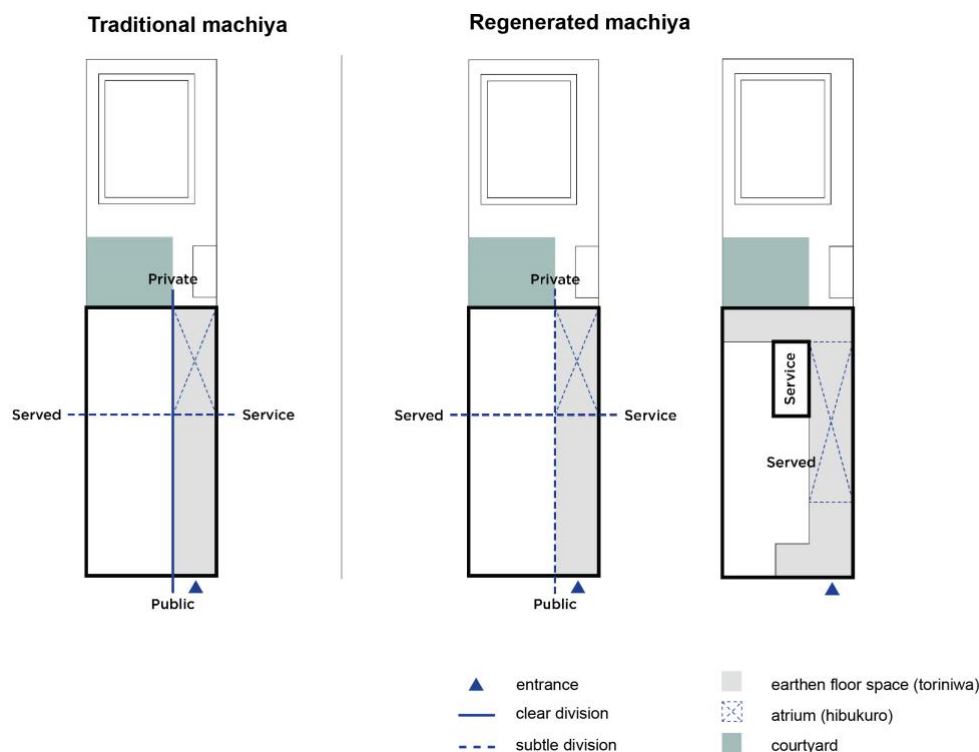 Traditional machiya
Regenerated machiya
Private
Served
Service
Public
Private
Served
Service
Public
Service
Served
entrance
clear division
subtle division
earthen floor space (toriniwa)
atrium (hibukuro)
courtyard